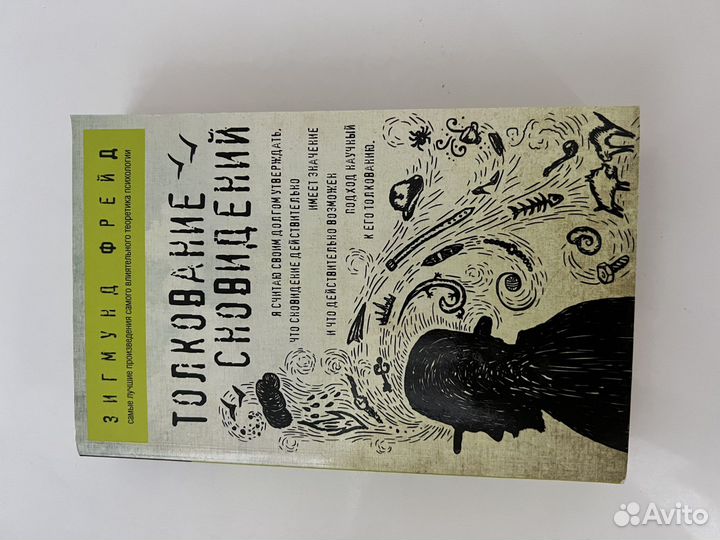 ЗИГМУНД ФРЕЙД
самые лучшие произведения самого влиятельного теоретика психологии
ТОЛКОВАНИЕ
СНОВИДЕНИЙ
Я СЧИТАЮ СВОИМ ДОЛГОМ УТВЕРЖДАТЬ,
ЧТО СНОВИДЕНИЕ ДЕЙСТВИТЕЛЬНО
ИМЕЕТ ЗНАЧЕНИЕ
И ЧТО ДЕЙСТВИТЕЛЬНО ВОЗМОЖЕН
ПОДХОД НАУЧНЫЙ
К ЕГО ТОЛКОВАНИЮ.
Avito